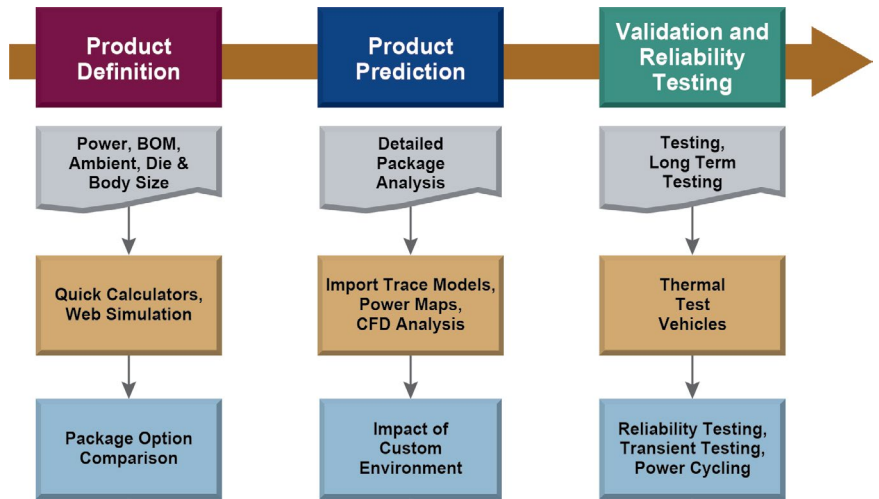 Product
Definition
Product
Prediction
Validation and
Reliability
Testing
Power, BOM,
Ambient, Die &
Body Size
Detailed
Package
Analysis
Testing,
Long Term
Testing
Quick Calculators,
Web Simulation
Import Trace Models,
Power Maps,
CFD Analysis
Thermal
Test
Vehicles
Package Option
Comparison
Impact of
Custom
Environment
Reliability Testing,
Transient Testing,
Power Cycling